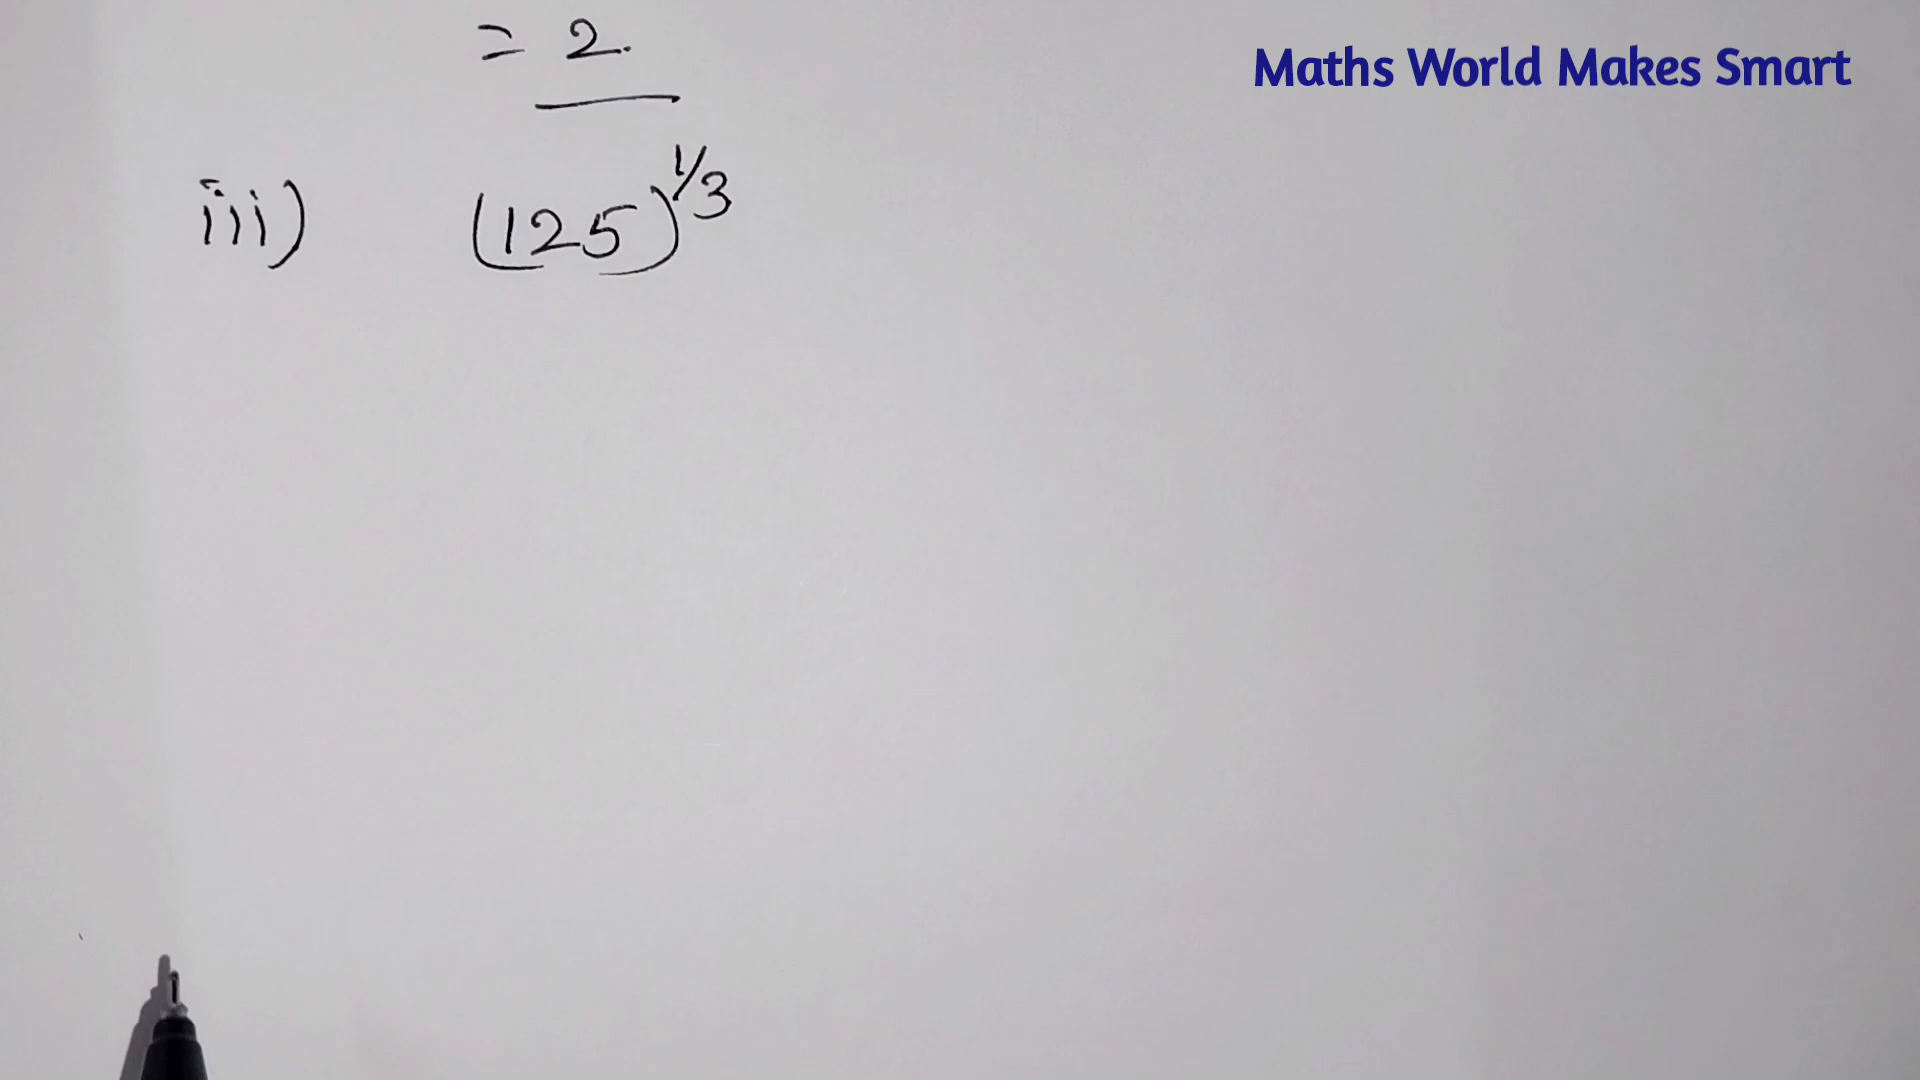 = 2.
Maths World Makes Smart
iii) (125)^1/3